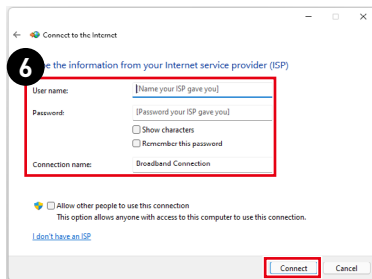 Connect to the Internet
6
e the information from your Internet service provider (ISP)
User name:
[Name your ISP gave you]
Password:
[Password your ISP gave you]
Show characters
Remember this password
Connection name:
Broadband Connection
Allow other people to use this connection
This option allows anyone with access to this computer to use this connection.
I don't have an ISP
Connect
Cancel